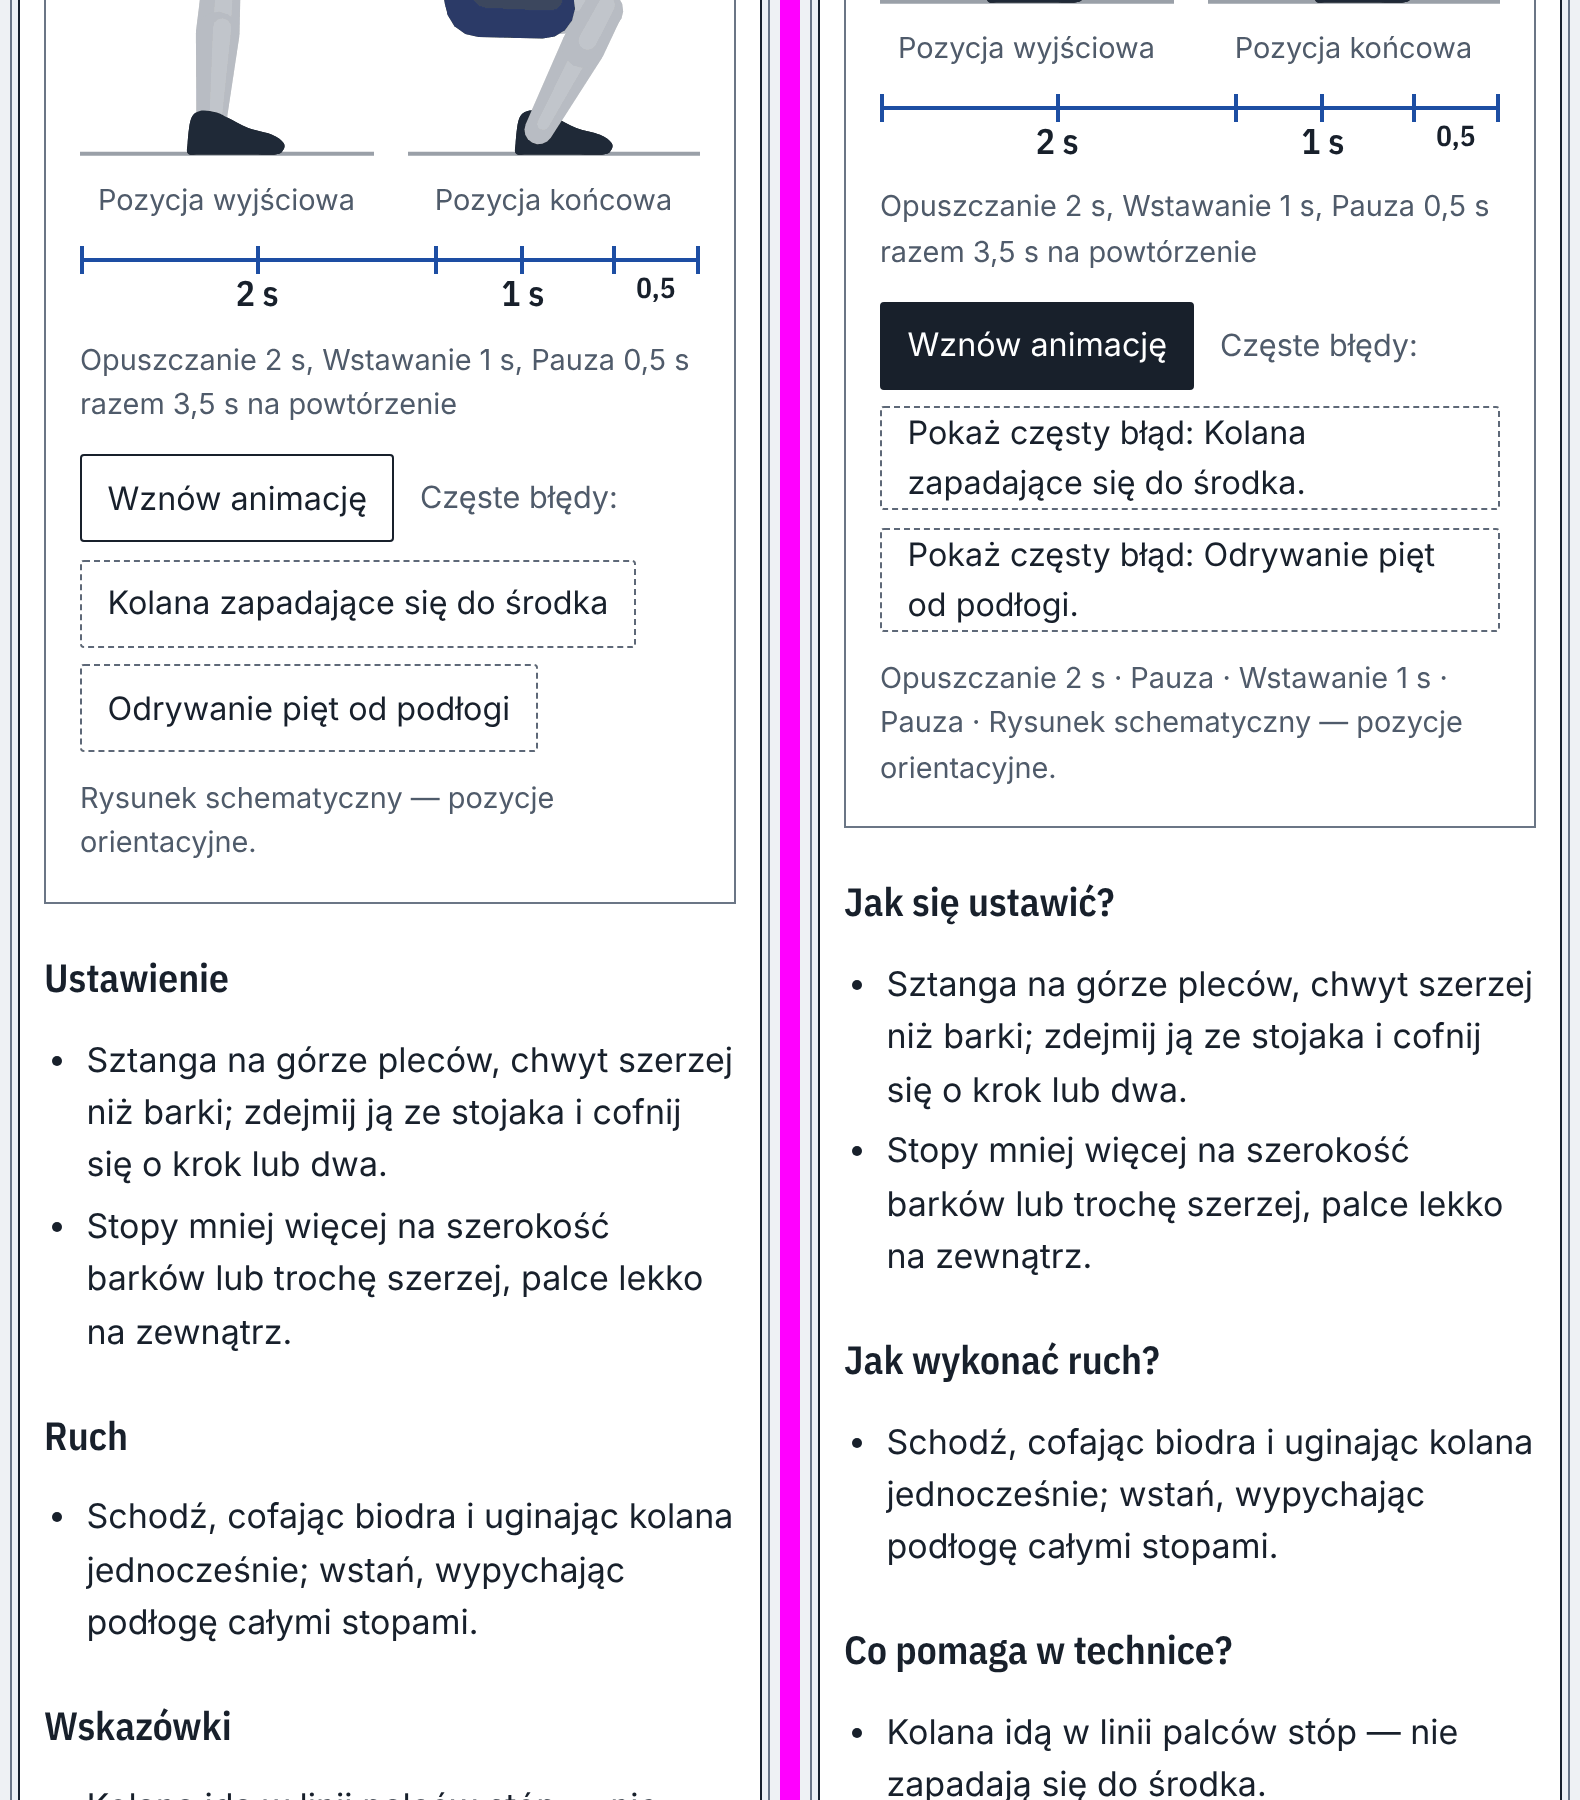 Pozycja wyjściowa
Pozycja końcowa
2 s
1 s
0,5
Opuszczanie 2 s, Wstawanie 1 s, Pauza 0,5 s
razem 3,5 s na powtórzenie
Wznów animację
Częste błędy:
Kolana zapadające się do środka
Odrywanie pięt od podłogi
Rysunek schematyczny — pozycje
orientacyjne.
Ustawienie
• Sztanga na górze pleców, chwyt szerzej
niż barki; zdejmij ją ze stojaka i cofnij
się o krok lub dwa.
• Stopy mniej więcej na szerokość
barków lub trochę szerzej, palce lekko
na zewnątrz.
Ruch
• Schodź, cofając biodra i uginając kolana
jednocześnie; wstań, wypychając
podłogę całymi stopami.
Wskazówki
Pozycja wyjściowa
Pozycja końcowa
2 s
1 s
0,5
Opuszczanie 2 s, Wstawanie 1 s, Pauza 0,5 s
razem 3,5 s na powtórzenie
Wznów animację
Częste błędy:
Pokaż częsty błąd: Kolana
zapadające się do środka.
Pokaż częsty błąd: Odrywanie pięt
od podłogi.
Opuszczanie 2 s · Pauza · Wstawanie 1 s ·
Pauza · Rysunek schematyczny — pozycje
orientacyjne.
Jak się ustawić?
• Sztanga na górze pleców, chwyt szerzej
niż barki; zdejmij ją ze stojaka i cofnij
się o krok lub dwa.
• Stopy mniej więcej na szerokość
barków lub trochę szerzej, palce lekko
na zewnątrz.
Jak wykonać ruch?
• Schodź, cofając biodra i uginając kolana
jednocześnie; wstań, wypychając
podłogę całymi stopami.
Co pomaga w technice?
• Kolana idą w linii palców stóp — nie
zapadają się do środka.